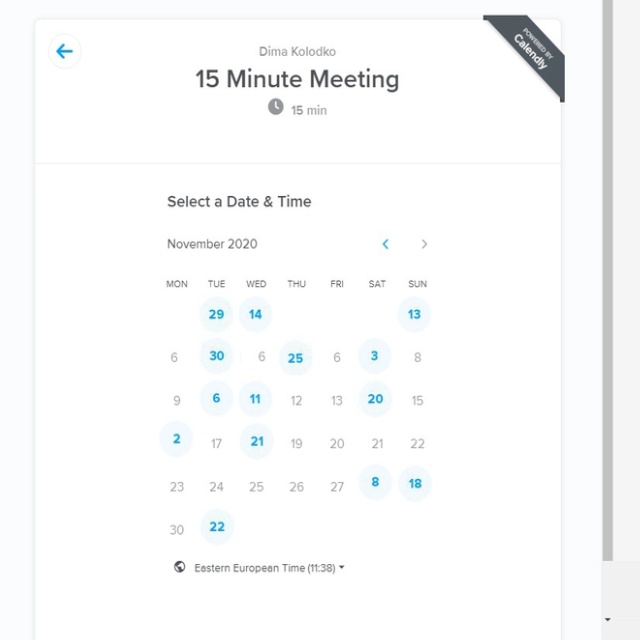 POWERED BY
Calendly
Dima Kolodko
15 Minute Meeting
15 min
Select a Date & Time
November 2020
MON TUE WED THU FRI SAT SUN
29 14 13
6 30 6 25 6 3 8
9 6 11 12 13 20 15
2 17 21 19 20 21 22
23 24 25 26 27 8 18
30 22
Eastern European Time (11:38)